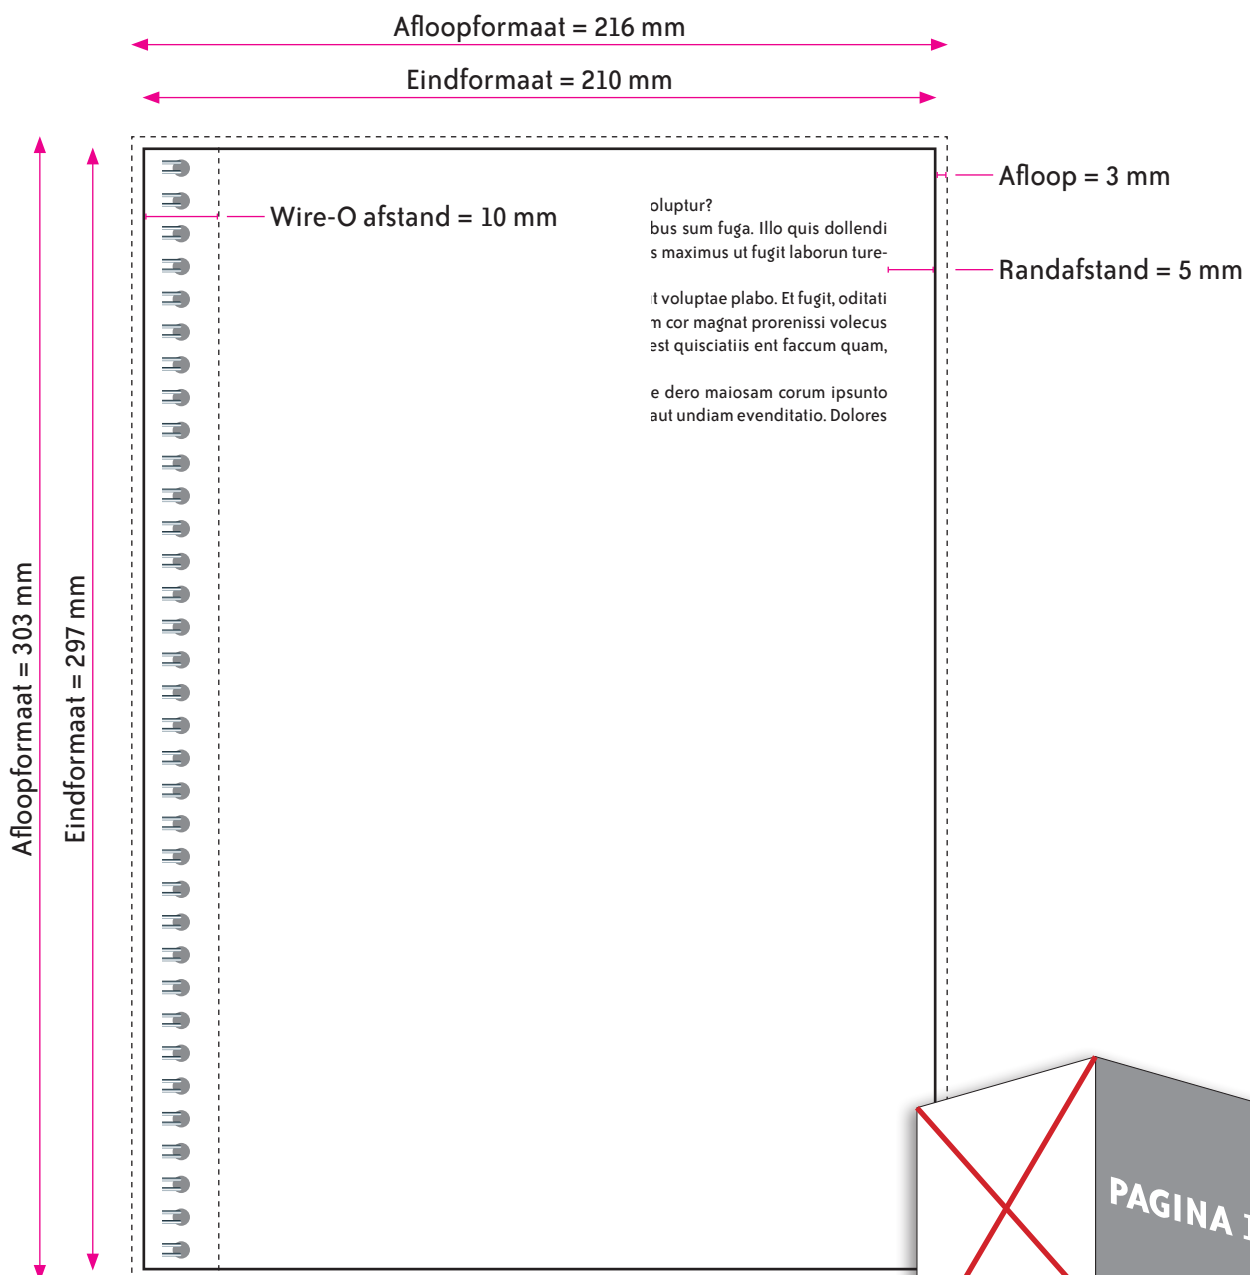 Afloopformaat = 216 mm
Eindformaat = 210 mm
Afloop = 3 mm
Wire-O afstand = 10 mm
oluptur?
bus sum fuga. Illo quis dollendi
s maximus ut fugit laborun ture-
Randafstand = 5 mm
t voluptae plabo. Et fugit, oditati
m cor magnat prorenissi volecus
est quisciatiis ent faccum quam,
e dero maiosam corum ipsunto
aut undiam evenditatio. Dolores
Afloopformaat = 303 mm
Eindformaat = 297 mm
PAGINA 1